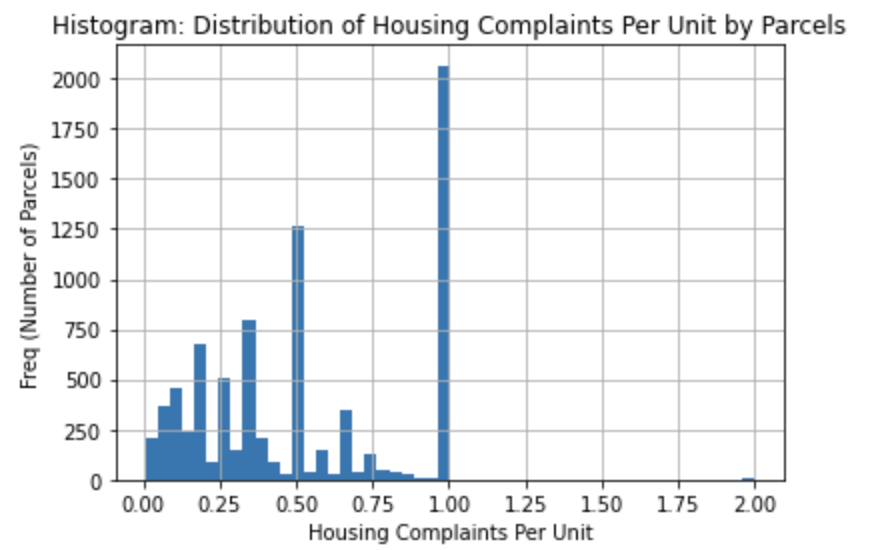 Histogram: Distribution of Housing Complaints Per Unit by Parcels
Freq (Number of Parcels)
2000
1750
1500
1250
1000
750
500
250
0
0.00 0.25 0.50 0.75 1.00 1.25 1.50 1.75 2.00
Housing Complaints Per Unit